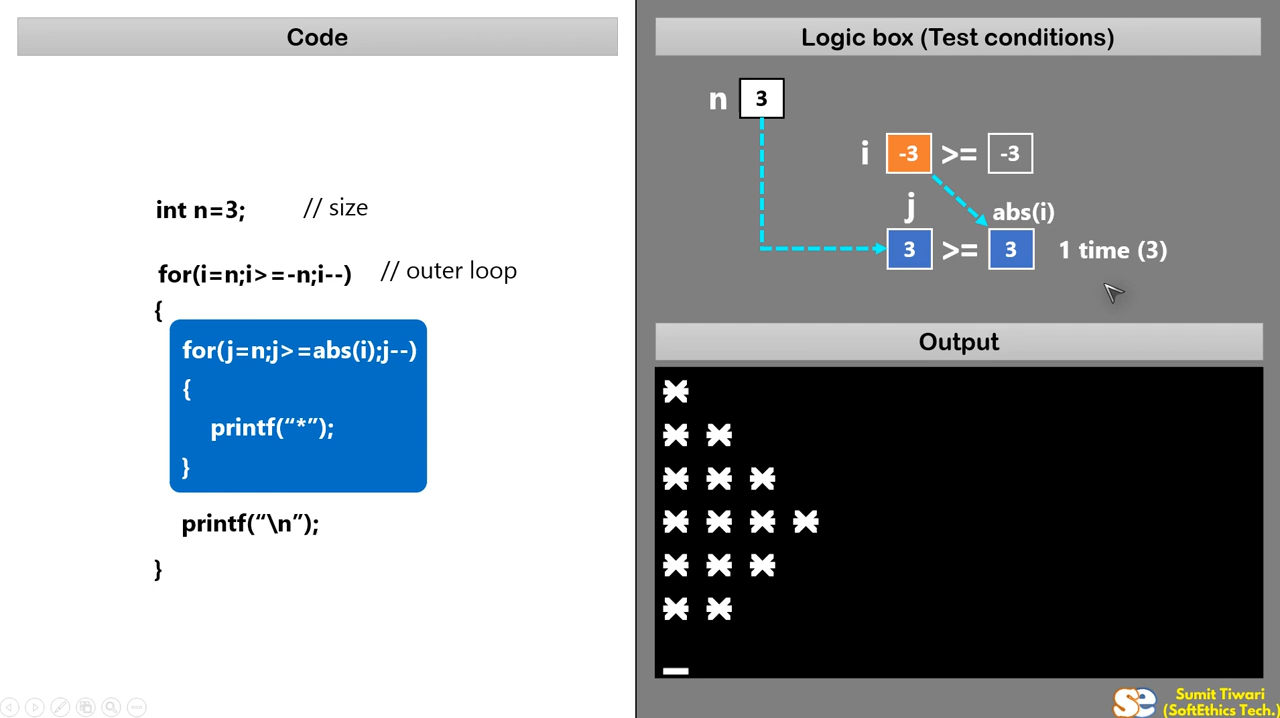 Code
int n=3; // size
for(i=n;i>=-n;i--) // outer loop
{
for(j=n;j>=abs(i);j--)
{
printf(“*”);
}
printf(“\n”);
}
Logic box (Test conditions)
n 3
i -3 >= -3
j abs(i)
3 >= 3 1 time (3)
Output
*
* *
* * *
* * * *
* * *
* *
_
se Sumit Tiwari
(SoftEthics Tech.)